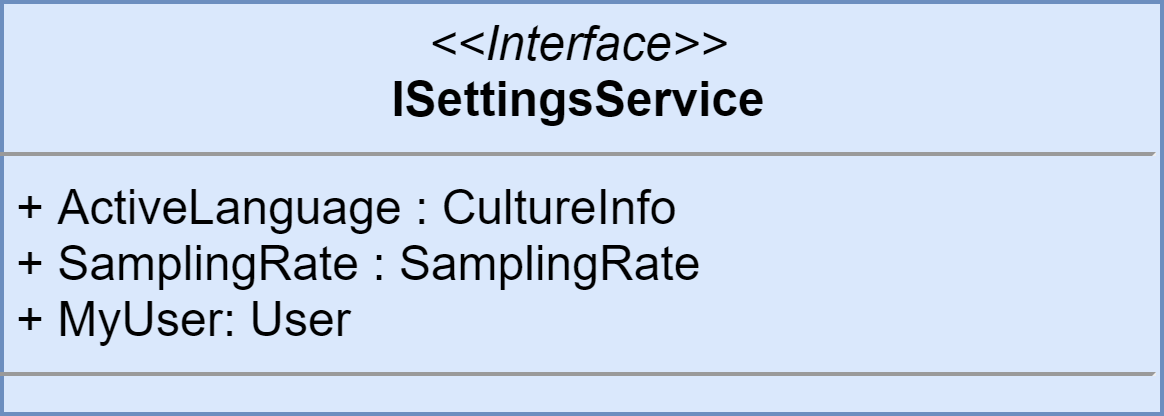 <<Interface>>
ISettingsService
+ ActiveLanguage : CultureInfo
+ SamplingRate : SamplingRate
+ MyUser: User